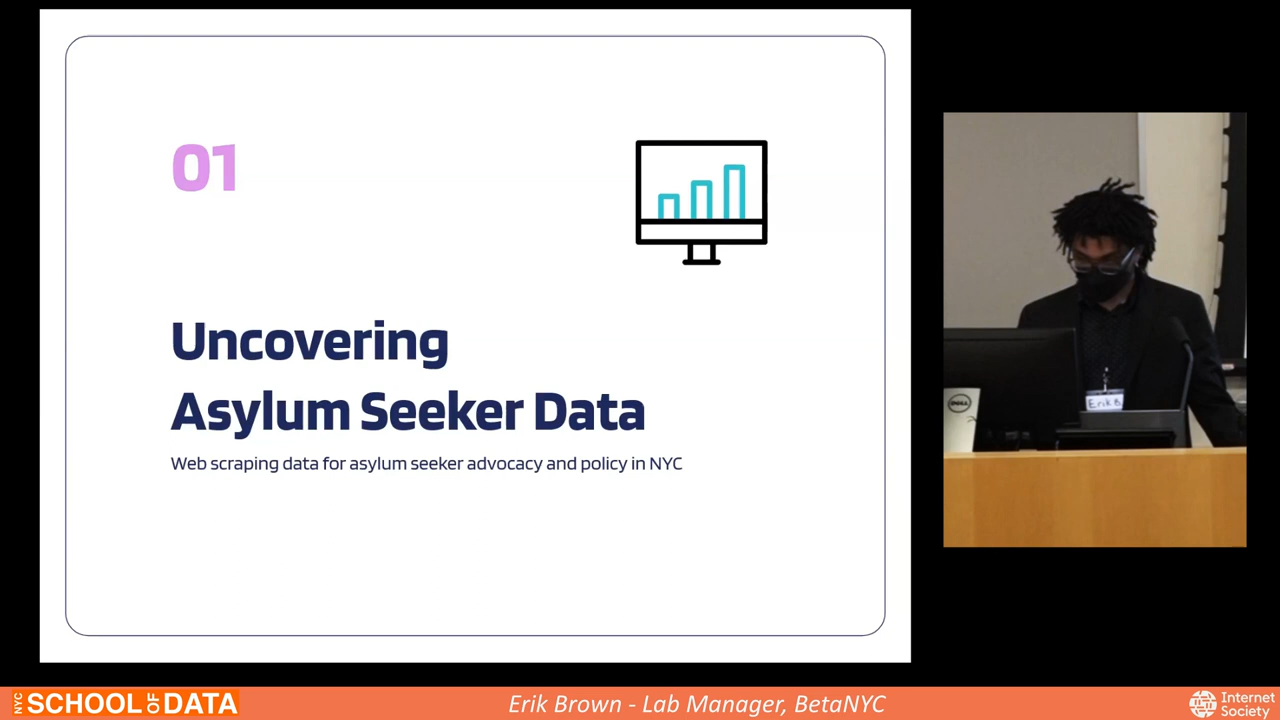 01
Uncovering
Asylum Seeker Data
Web scraping data for asylum seeker advocacy and policy in NYC
DELL
Erik B
NYC SCHOOL OF DATA
Erik Brown - Lab Manager, BetaNYC
Internet
Society